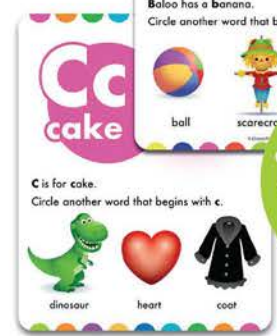 Baloo has a banana.
Circle another word that b
ball
scarecro
Cc
cake
C is for cake.
Circle another word that begins with c.
dinosaur
heart
coat